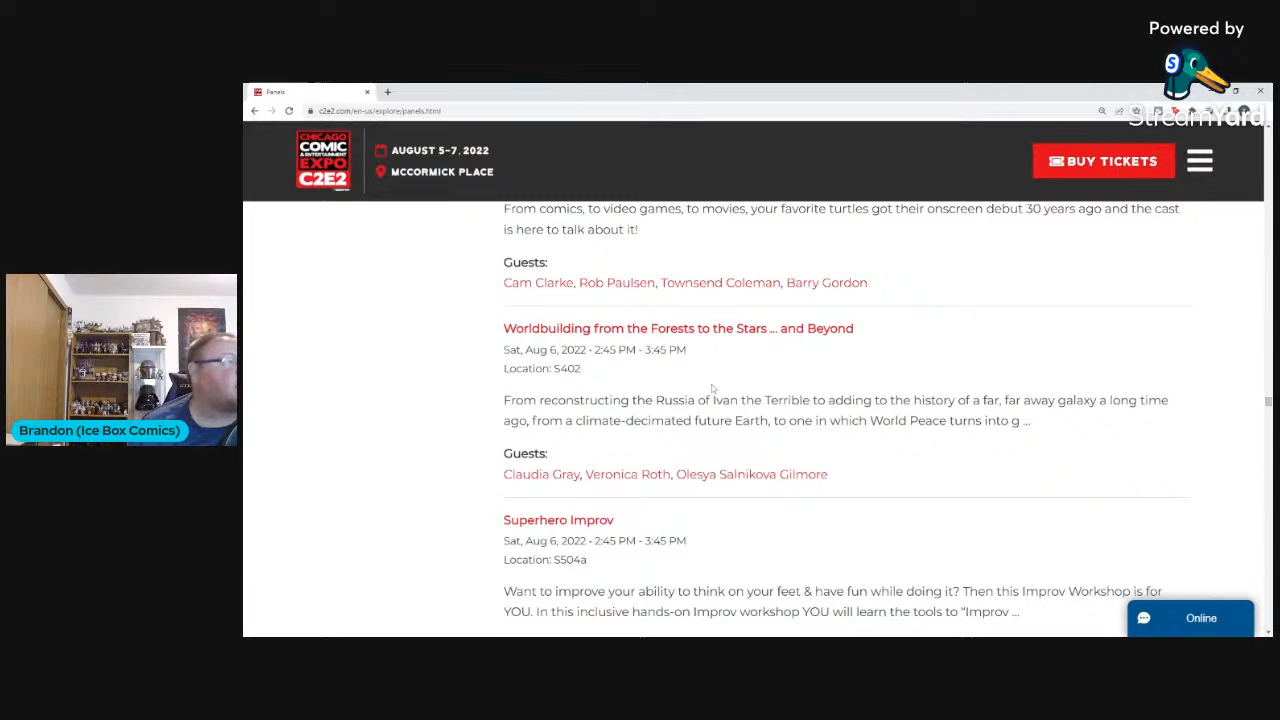 Powered by
StreamYard
Panels
c2e2.com/en-us/explore/panels.html
CHICAGO
COMIC
& ENTERTAINMENT
EXPO
C2E2
AUGUST 5-7, 2022
MCCORMICK PLACE
BUY TICKETS
From comics, to video games, to movies, your favorite turtles got their onscreen debut 30 years ago and the cast
is here to talk about it!
Guests:
Cam Clarke, Rob Paulsen, Townsend Coleman, Barry Gordon
Worldbuilding from the Forests to the Stars ... and Beyond
Sat, Aug 6, 2022 • 2:45 PM - 3:45 PM
Location: S402
From reconstructing the Russia of Ivan the Terrible to adding to the history of a far, far away galaxy a long time
ago, from a climate-decimated future Earth, to one in which World Peace turns into g ...
Guests:
Claudia Gray, Veronica Roth, Olesya Salnikova Gilmore
Superhero Improv
Sat, Aug 6, 2022 • 2:45 PM - 3:45 PM
Location: S504a
Want to improve your ability to think on your feet & have fun while doing it? Then this Improv Workshop is for
YOU. In this inclusive hands-on Improv workshop YOU will learn the tools to “Improv ...
Online
Brandon (Ice Box Comics)